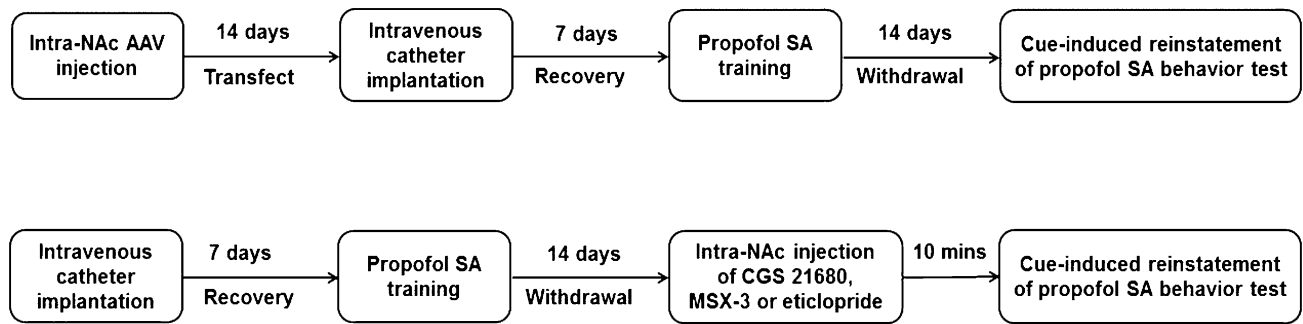 Intra-NAc AAV
injection
14 days
Transfect
Intravenous
catheter
implantation
7 days
Recovery
Propofol SA
training
14 days
Withdrawal
Cue-induced reinstatement
of propofol SA behavior test
Intravenous
catheter
implantation
7 days
Recovery
Propofol SA
training
14 days
Withdrawal
Intra-NAc injection
of CGS 21680,
MSX-3 or eticlopride
10 mins
Cue-induced reinstatement
of propofol SA behavior test